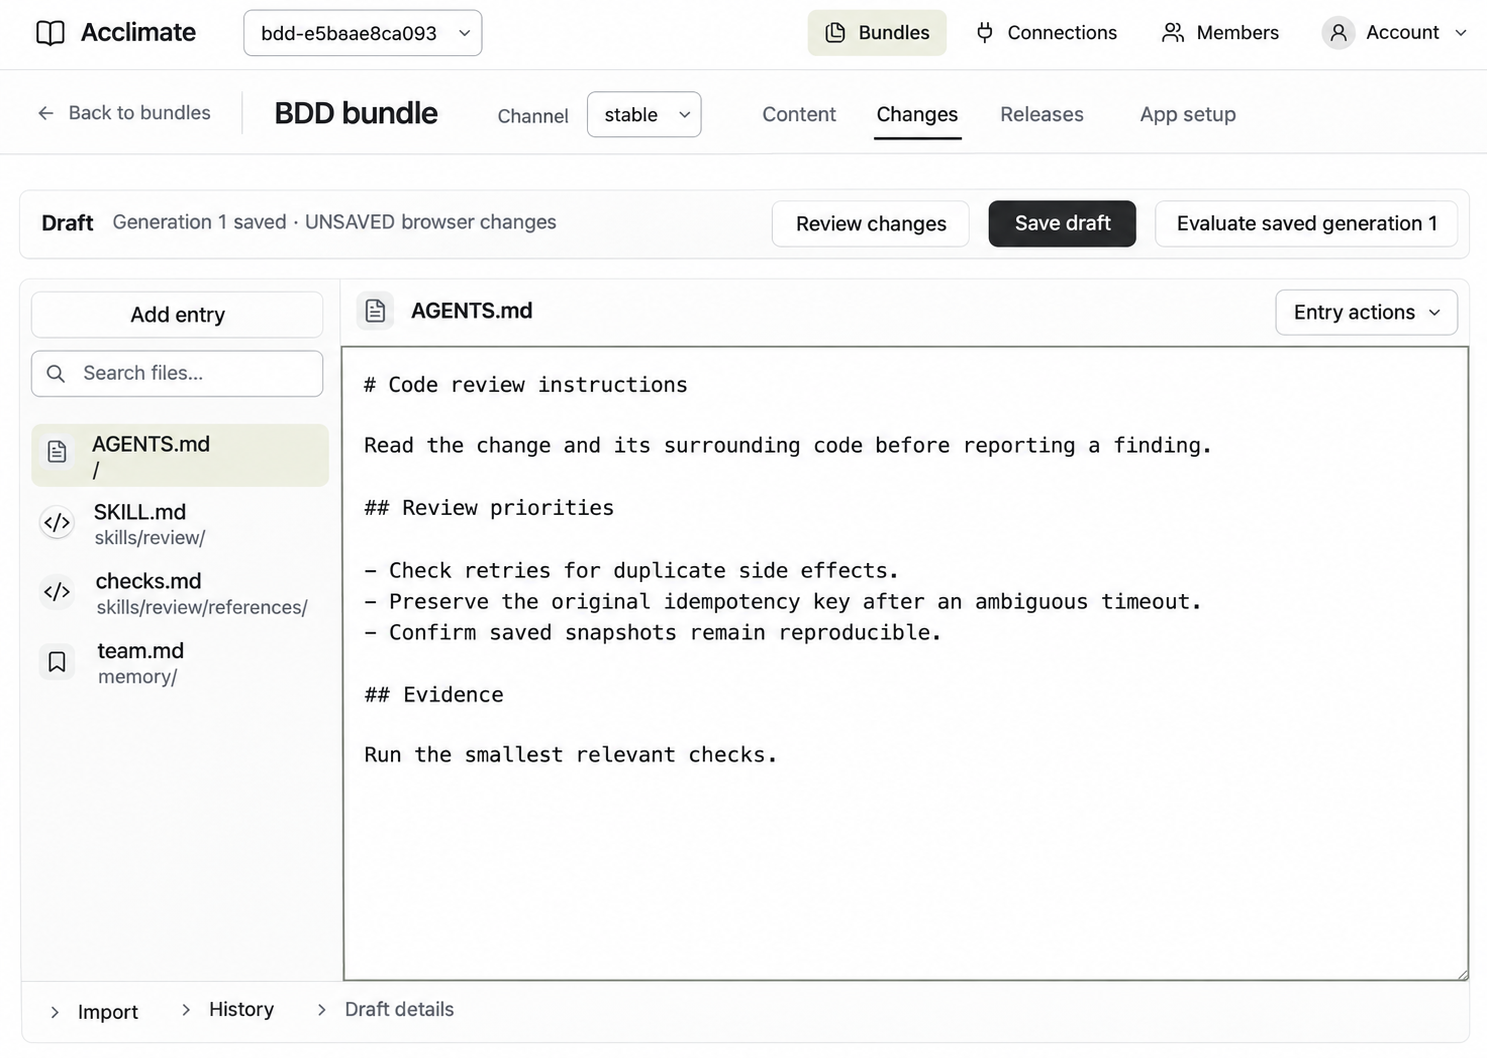 Acclimate
bdd-e5bae8ca093
Bundles
Connections
Members
Account
Back to bundles
BDD bundle
Channel
stable
Content
Changes
Releases
App setup
Draft
Generation 1 saved · UNSAVED browser changes
Review changes
Save draft
Evaluate saved generation 1
Add entry
Search files...
AGENTS.md
/
SKILL.md
skills/review/
checks.md
skills/review/references/
team.md
memory/
AGENTS.md
Entry actions
# Code review instructions
Read the change and its surrounding code before reporting a finding.
## Review priorities
- Check retries for duplicate side effects.
- Preserve the original idempotency key after an ambiguous timeout.
- Confirm saved snapshots remain reproducible.
## Evidence
Run the smallest relevant checks.
Import
History
Draft details